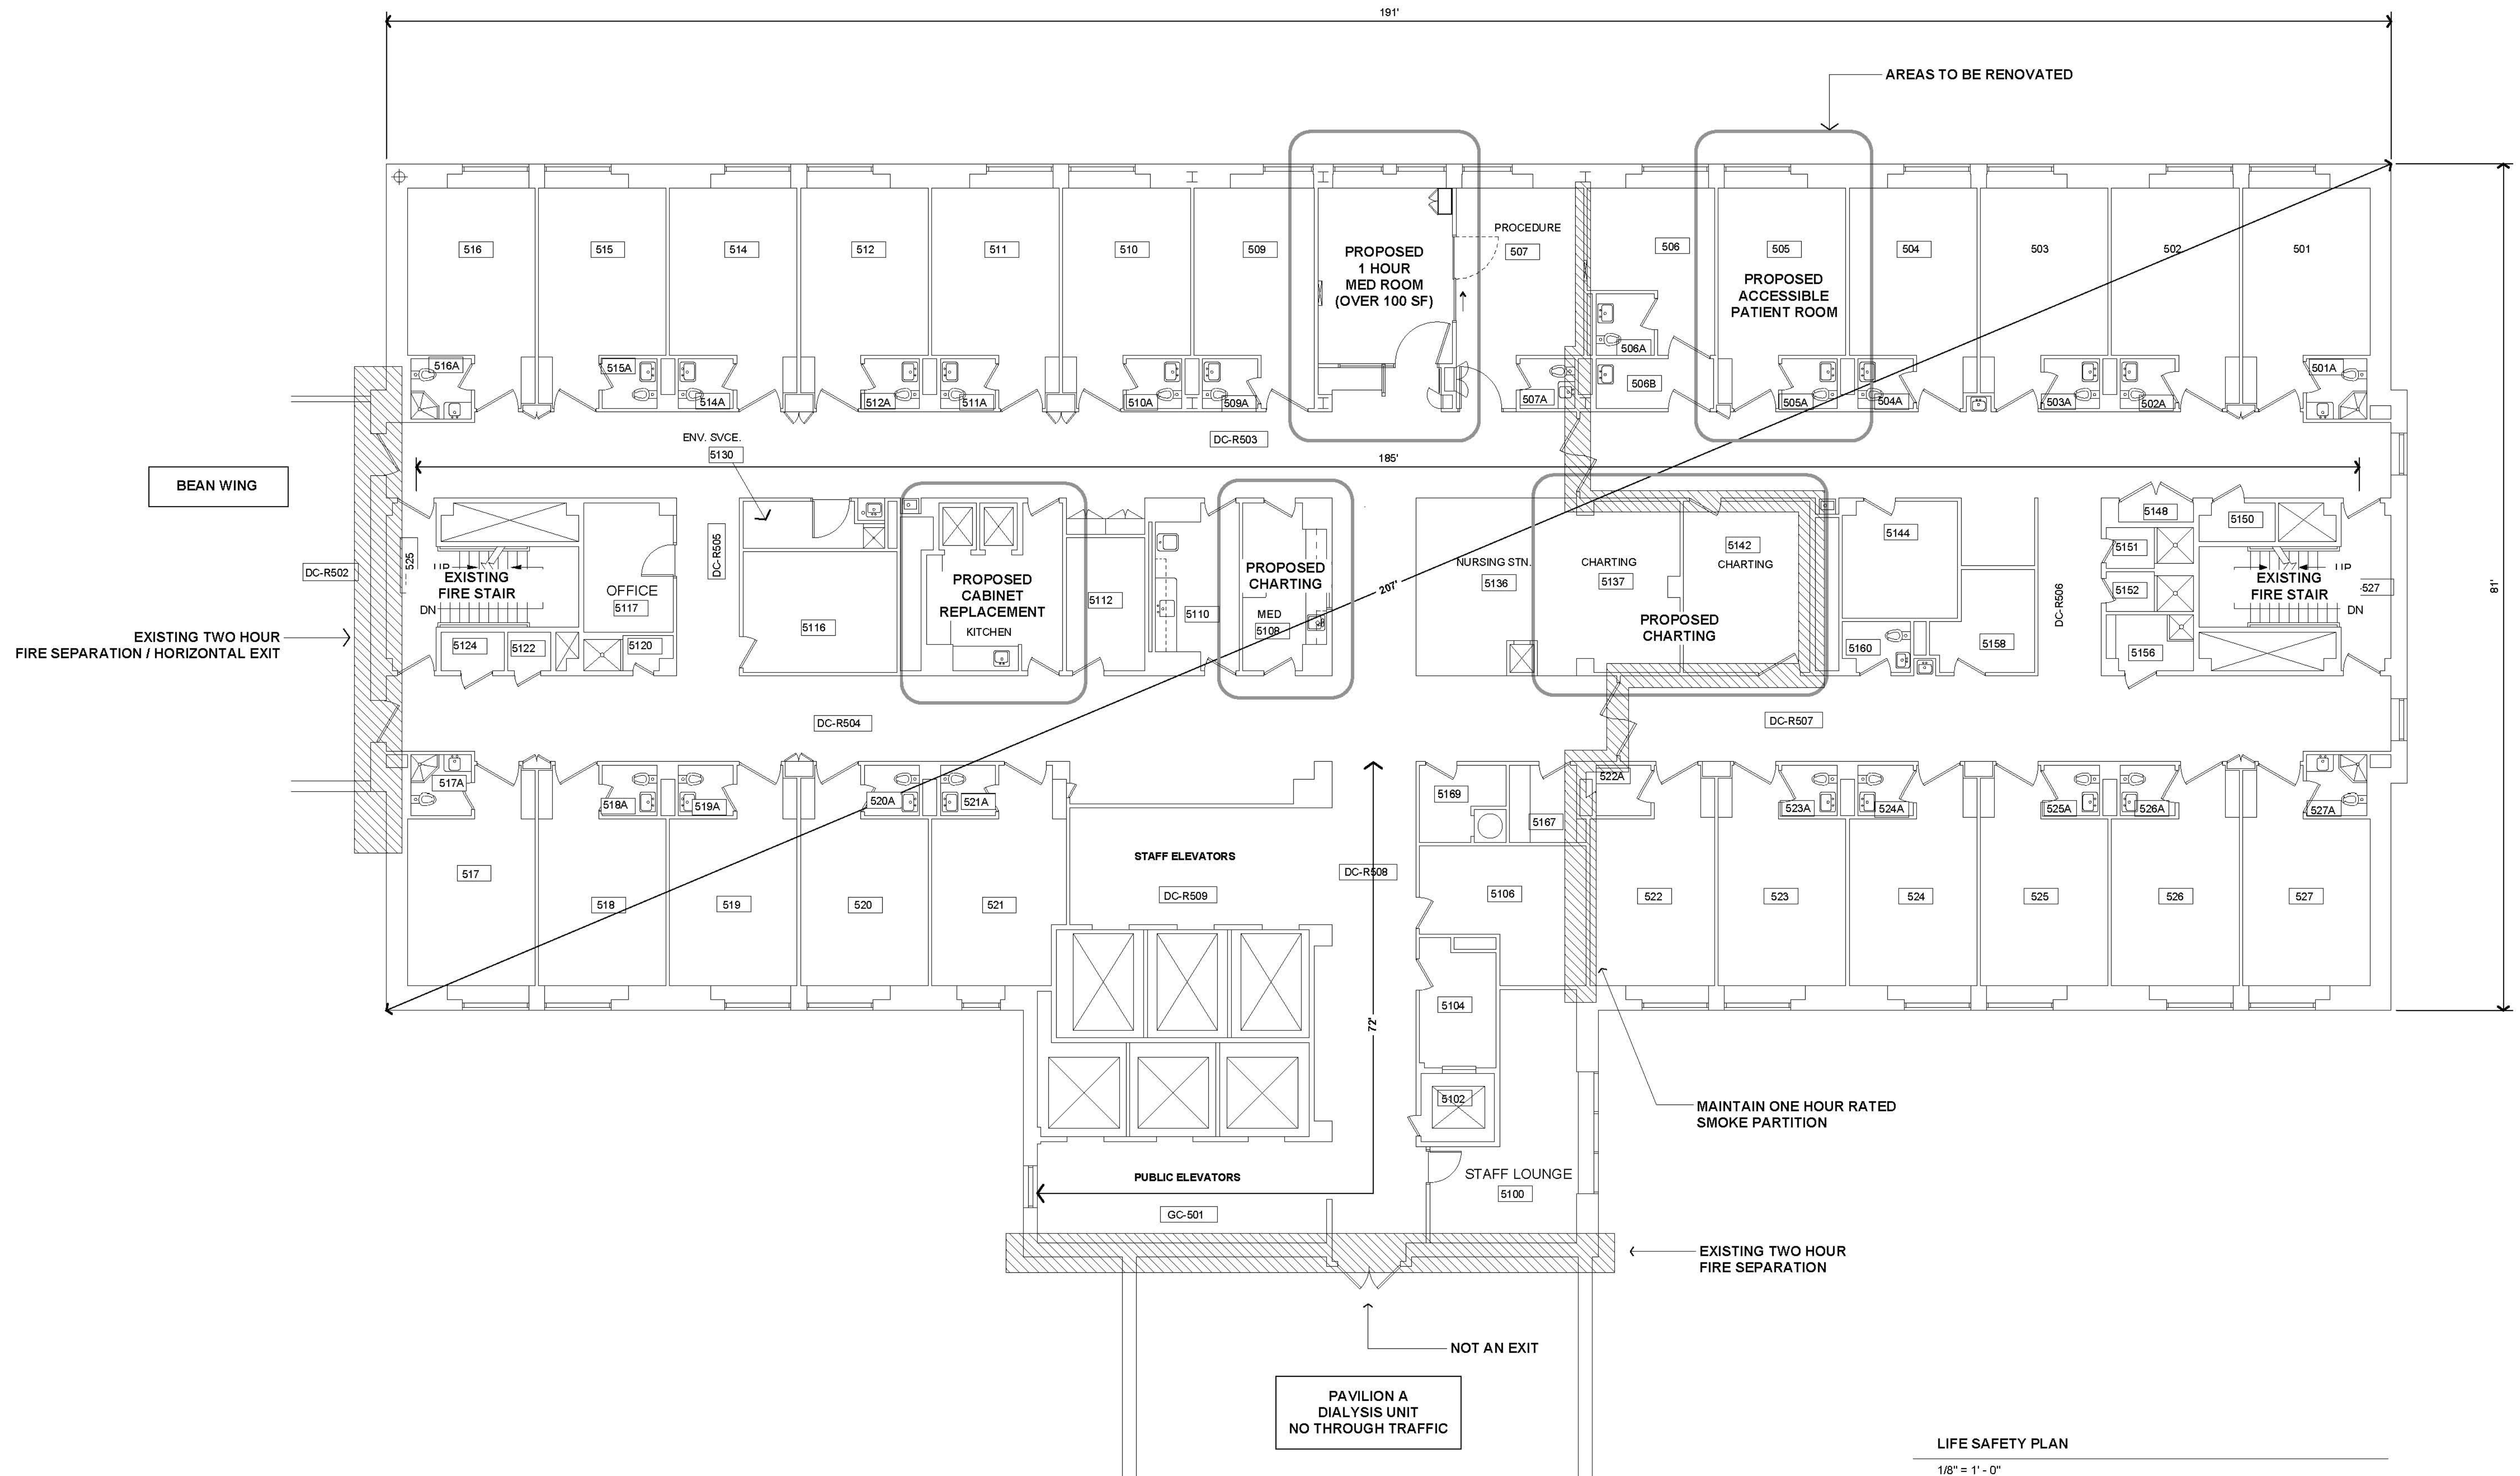 191'
AREAS TO BE RENOVATED
516
515
514
512
511
510
509
PROPOSED
1 HOUR
MED ROOM
(OVER 100 SF)
PROCEDURE
507
506
505
PROPOSED
ACCESSIBLE
PATIENT ROOM
504
503
502
501
516A
515A
514A
512A
511A
510A
509A
507A
506A
506B
505A
504A
503A
502A
501A
ENV. SVCE.
5130
DC-R503
185'
BEAN WING
DC-R502
525
UP
EXISTING
FIRE STAIR
DN
OFFICE
5117
5124
5122
5120
DC-R505
5116
PROPOSED
CABINET
REPLACEMENT
KITCHEN
5112
5110
PROPOSED
CHARTING
MED
5108
207'
NURSING STN.
5136
CHARTING
5137
5142
CHARTING
PROPOSED
CHARTING
5144
5160
5158
DC-R506
5148
5150
5151
5152
5156
UP
EXISTING
FIRE STAIR
DN
527
81'
EXISTING TWO HOUR
FIRE SEPARATION / HORIZONTAL EXIT
DC-R504
DC-R507
517A
518A
519A
520A
521A
5169
5167
522A
523A
524A
525A
526A
527A
517
518
519
520
521
STAFF ELEVATORS
DC-R509
DC-R508
5106
522
523
524
525
526
527
5104
72'
5102
MAINTAIN ONE HOUR RATED
SMOKE PARTITION
PUBLIC ELEVATORS
GC-501
STAFF LOUNGE
5100
EXISTING TWO HOUR
FIRE SEPARATION
NOT AN EXIT
PAVILION A
DIALYSIS UNIT
NO THROUGH TRAFFIC
LIFE SAFETY PLAN
1/8" = 1' - 0"